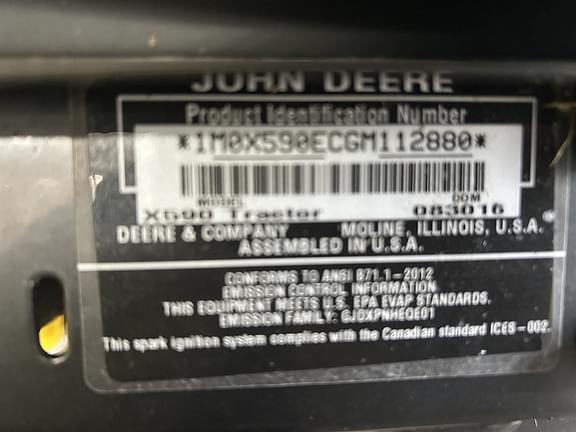 JOHN DEERE
Product Identification Number
*1M0X590ECGM112880*
MODEL DOM
X590 Tractor 083016
DEERE & COMPANY MOLINE, ILLINOIS, U.S.A.
ASSEMBLED IN U.S.A.
CONFORMS TO ANSI B71.1-2012
EMISSION CONTROL INFORMATION
THIS EQUIPMENT MEETS U.S. EPA EVAP STANDARDS.
EMISSION FAMILY: GJDXPNHEQE01
This spark ignition system complies with the Canadian standard ICES-002.